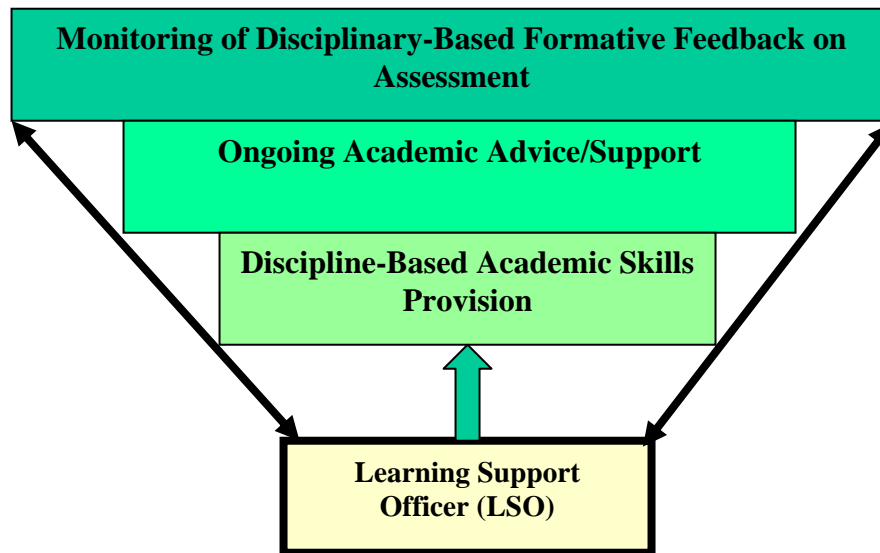 Monitoring of Disciplinary-Based Formative Feedback on
Assessment
Ongoing Academic Advice/Support
Discipline-Based Academic Skills
Provision
Learning Support
Officer (LSO)